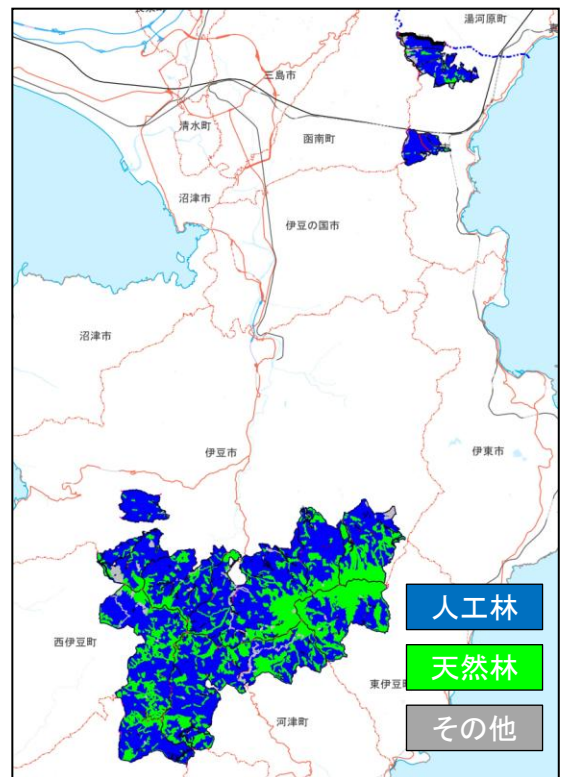 湯河原町
三島市
清水町
函南町
沼津市
伊豆の国市
沼津市
伊豆市
伊東市
人工林
西伊豆町
天然林
東伊豆町
河津町
その他